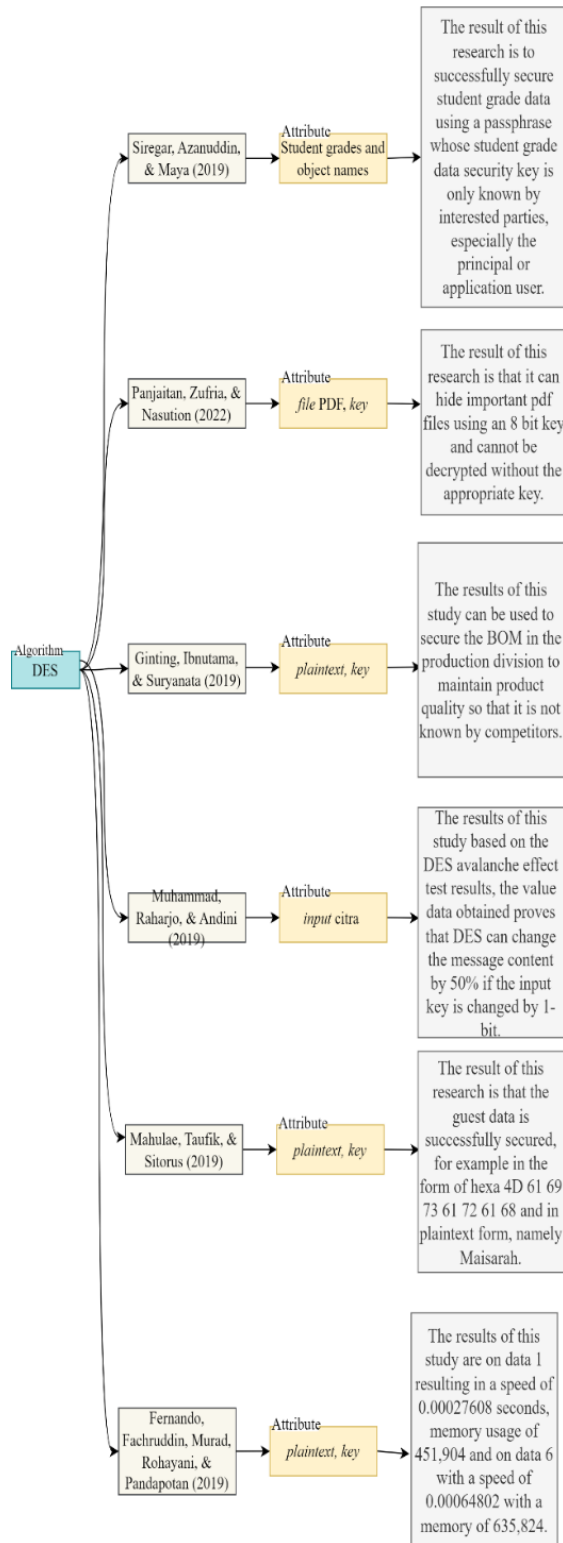 Algorithm
DES
Siregar, Azanuddin,
& Maya (2019)
Attribute
Student grades and
object names
The result of this
research is to
successfully secure
student grade data
using a passphrase
whose student grade
data security key is
only known by
interested parties,
especially the
principal or
application user.
Panjaitan, Zufria, &
Nasution (2022)
Attribute
file PDF, key
The result of this
research is that it can
hide important pdf
files using an 8 bit key
and cannot be
decrypted without the
appropriate key.
Ginting, Ibnutama,
& Suryanata (2019)
Attribute
plaintext, key
The results of this
study can be used to
secure the BOM in the
production division to
maintain product
quality so that it is not
known by competitors.
Muhammad,
Raharjo, & Andini
(2019)
Attribute
input citra
The results of this
study based on the
DES avalanche effect
test results, the value
data obtained proves
that DES can change
the message content
by 50% if the input
key is changed by 1-
bit.
Mahulae, Taufik, &
Sitorus (2019)
Attribute
plaintext, key
The result of this
research is that the
guest data is
successfully secured,
for example in the
form of hexa 4D 61 69
73 61 72 61 68 and in
plaintext form, namely
Maisarah.
Fernando,
Fachruddin, Murad,
Rohayani, &
Pandapotan (2019)
Attribute
plaintext, key
The results of this
study are on data 1
resulting in a speed of
0.00027608 seconds,
memory usage of
451,904 and on data 6
with a speed of
0.00064802 with a
memory of 635,824.